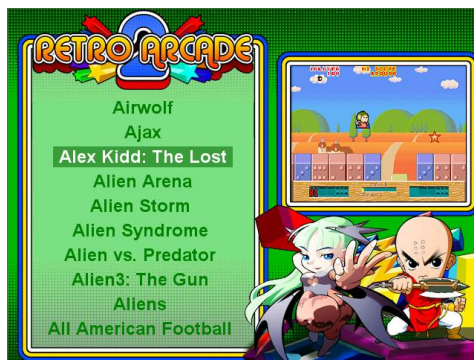 RETRO ARCADE
2
Airwolf
Ajax
Alex Kidd: The Lost
Alien Arena
Alien Storm
Alien Syndrome
Alien vs. Predator
Alien3: The Gun
Aliens
All American Football